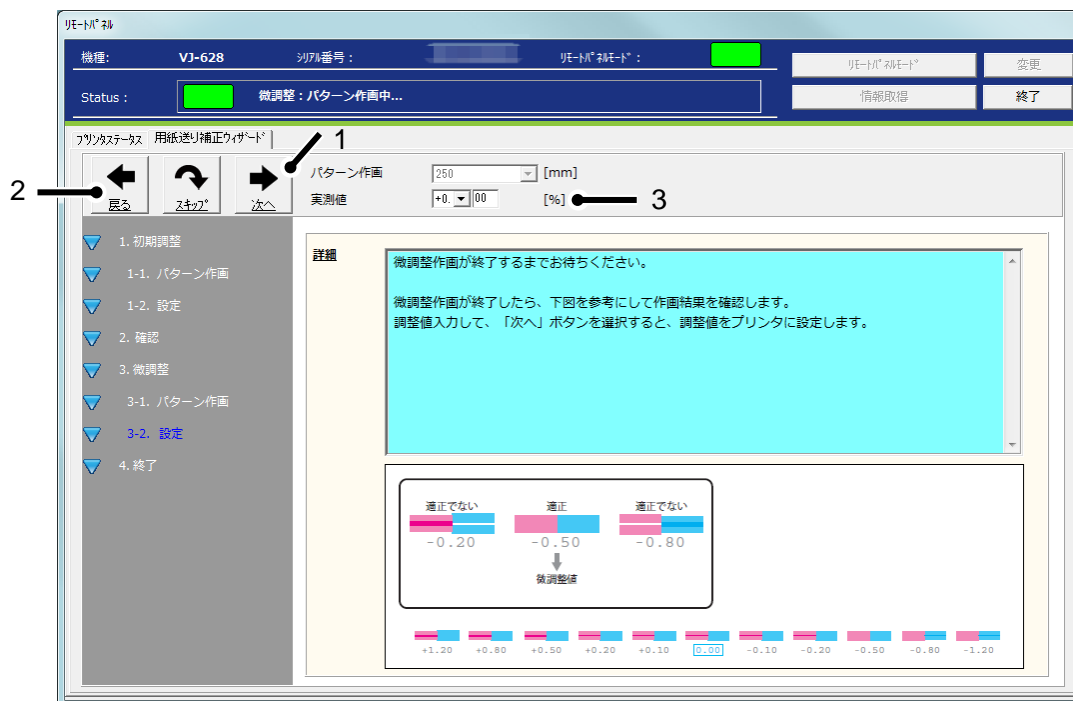 ﾘﾓｰﾄﾊﾟﾈﾙ
機種: VJ-628 ｼﾘｱﾙ番号： ﾘﾓｰﾄﾊﾟﾈﾙﾓｰﾄﾞ： ﾘﾓｰﾄﾊﾟﾈﾙﾓｰﾄﾞ 変更
Status： 微調整：パターン作画中... 情報取得 終了
ﾌﾟﾘﾝﾀｽﾃｰﾀｽ 用紙送り補正ｳｨｻﾞｰﾄﾞ
1
2
戻る ｽｷｯﾌﾟ 次へ
パターン作画 250 [mm]
実測値 +0. 00 [%] 3
1. 初期調整
1-1. パターン作画
1-2. 設定
2. 確認
3. 微調整
3-1. パターン作画
3-2. 設定
4. 終了
詳細
微調整作画が終了するまでお待ちください。
微調整作画が終了したら、下図を参考にして作画結果を確認します。
調整値入力して、「次へ」ボタンを選択すると、調整値をプリンタに設定します。
適正でない 適正 適正でない
-0.20 -0.50 -0.80
微調整値
+1.20 +0.80 +0.50 +0.20 +0.10 0.00 -0.10 -0.20 -0.50 -0.80 -1.20